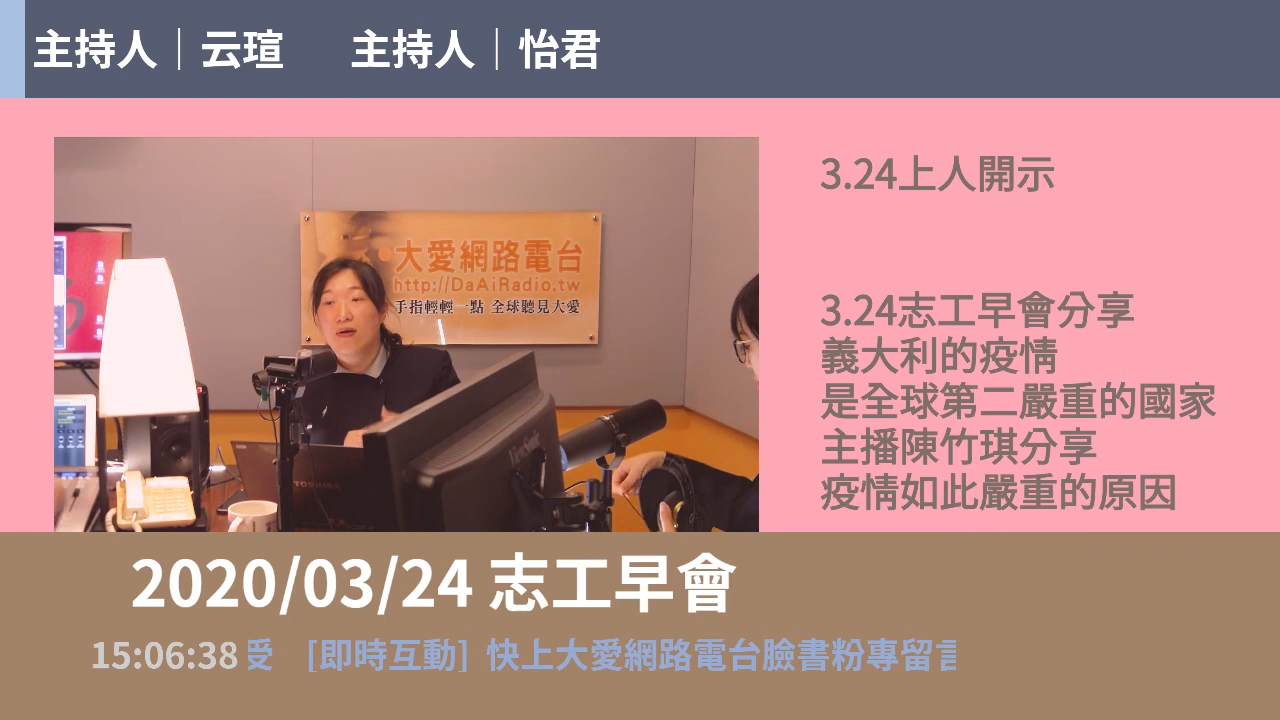 主持人｜云瑄　主持人｜怡君
3.24上人開示
3.24志工早會分享
義大利的疫情
是全球第二嚴重的國家
主播陳竹琪分享
疫情如此嚴重的原因
大愛網路電台
http://DaAiRadio.tw
手指輕輕一點 全球聽見大愛
TOSHIBA
ViewSonic
2020/03/24 志工早會
15:06:38 受 [即時互動] 快上大愛網路電台臉書粉專留言